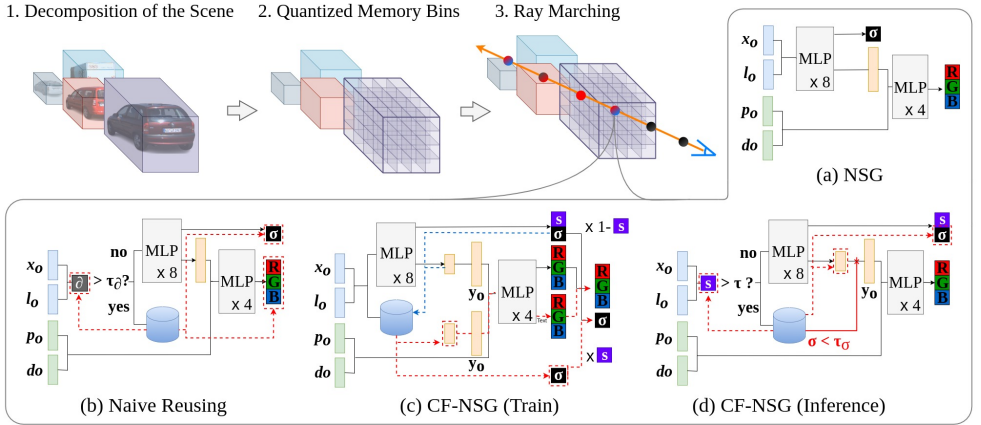 1. Decomposition of the Scene
2. Quantized Memory Bins
3. Ray Marching
xo
lo
po
do
MLP
x 8
σ
MLP
x 4
R
G
B
(a) NSG
xo
lo
po
do
∂ > τ∂?
no
yes
MLP
x 8
σ
MLP
x 4
R
G
B
(b) Naive Reusing
xo
lo
po
do
MLP
x 8
yo
yo
MLP
x 4
Text
s
σ
R
G
B
R
G
B
σ
x 1- s
R
G
B
σ
x s
(c) CF-NSG (Train)
xo
lo
po
do
s > τ ?
no
yes
MLP
x 8
σ < τσ
yo
MLP
x 4
s
σ
R
G
B
(d) CF-NSG (Inference)